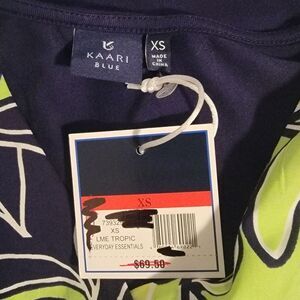 KAARI
BLUE
XS
MADE
IN
CHINA
XS
XS
LME TROPIC
EVERYDAY ESSENTIALS
$69.50